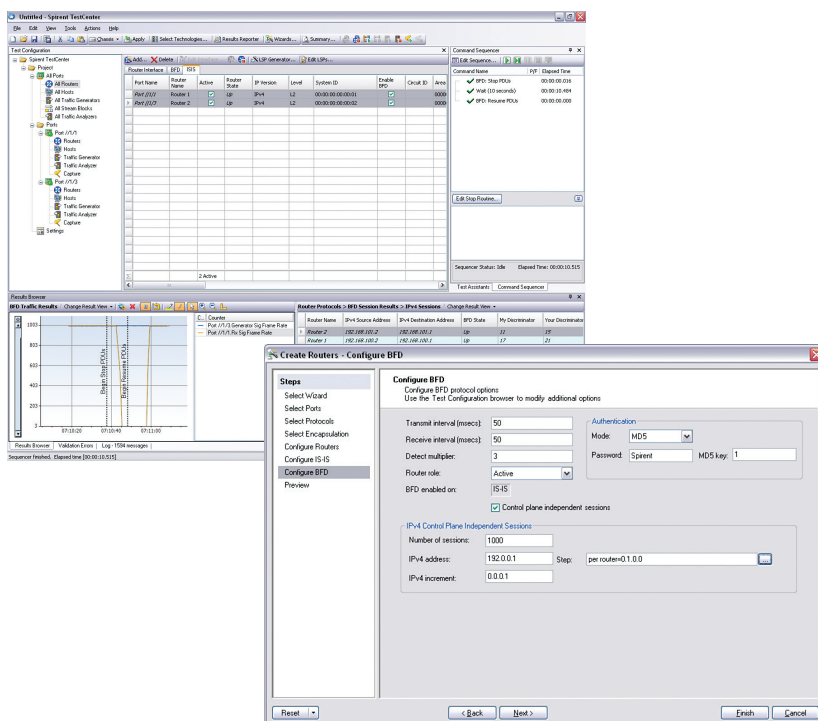 Untitled - Spirent TestCenter
File Edit View Tools Actions Help
Chassis Apply Select Technologies... Results Reporter Wizards... Summary...
Test Configuration
Spirent TestCenter
Project
All Ports
All Routers
All Hosts
All Traffic Generators
All Stream Blocks
All Traffic Analyzers
Ports
Port //1/1
Routers
Hosts
Traffic Generator
Traffic Analyzer
Capture
Port //1/3
Routers
Hosts
Traffic Generator
Traffic Analyzer
Capture
Settings
Add... Delete LSP Generator... Edit LSPs...
Router Interface BFD ISIS
Port Name Router Name Active Router State IP Version Level System ID Enable BFD Circuit ID Area
Port //1/1 Router 1 Up IPv4 L2 00:00:00:00:00:01 0000
Port //1/3 Router 2 Up IPv4 L2 00:00:00:00:00:02 0000
2 Active
Command Sequencer
Edit Sequence...
Command Name P/F Elapsed Time
BFD: Stop PDUs 00:00:00.016
Wait (10 seconds) 00:00:10.484
BFD: Resume PDUs 00:00:00.000
Edit Stop Routine...
Sequencer Status: Idle Elapsed Time: 00:00:10.515
Test Assistants Command Sequencer
Results Browser
BFD Traffic Results Change Result View
1003
803
603
403
203
3
07:10:20 07:10:40 07:11:00
Begin Stop PDUs
Begin Resume PDUs
C... Counter
Port //1/3 Generator Sig Frame Rate
Port //1/1 Rx Sig Frame Rate
Router Protocols > BFD Session Results > IPv4 Sessions Change Result View
Router Name IPv4 Source Address IPv4 Destination Address BFD State My Discriminator Your Discriminator
Router 2 192.168.101.2 192.168.101.1 Up 11 15
Router 1 192.168.100.2 192.168.100.1 Up 17 21
Results Browser Validation Errors Log - 1594 messages
Sequencer finished. Elapsed time [00:00:10.515]
Create Routers - Configure BFD
Steps
Select Wizard
Select Ports
Select Protocols
Select Encapsulation
Configure Routers
Configure IS-IS
Configure BFD
Preview
Configure BFD
Configure BFD protocol options
Use the Test Configuration browser to modify additional options
Transmit interval (msecs): 50
Receive interval (msecs): 50
Detect multiplier: 3
Router role: Active
BFD enabled on: IS-IS
Control plane independent sessions
Authentication
Mode: MD5
Password: Spirent MD5 key: 1
IPv4 Control Plane Independent Sessions
Number of sessions: 1000
IPv4 address: 192.0.0.1 Step: per router=0.1.0.0 ...
IPv4 increment: 0.0.0.1
Reset < Back Next > Finish Cancel